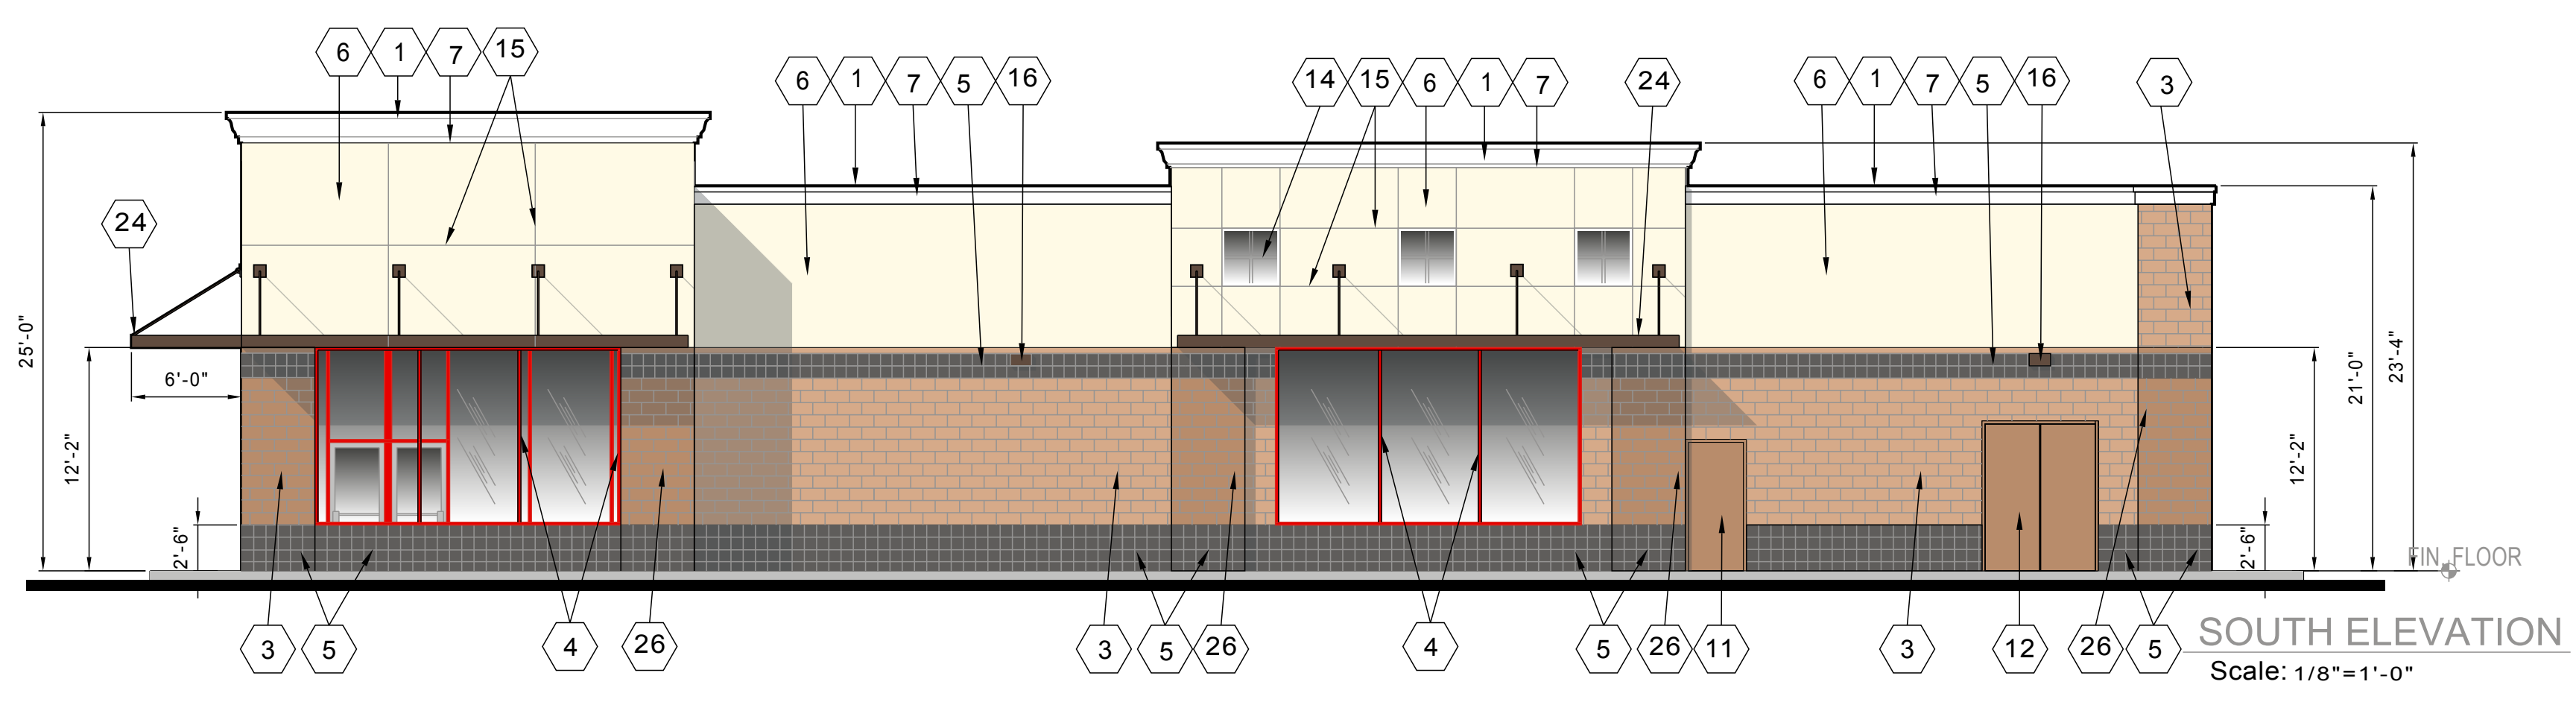 6 1 7 15
6 1 7 5 16
14 15 6 1 7 24
6 1 7 5 16 3
24
25'-0"
6'-0"
12'-2"
2'-6"
21'-0"
23'-4"
12'-2"
2'-6"
FIN. FLOOR
3 5 4 26
3 5 26
4
5 26 11
3 12 26 5
SOUTH ELEVATION
Scale: 1/8"=1'-0"